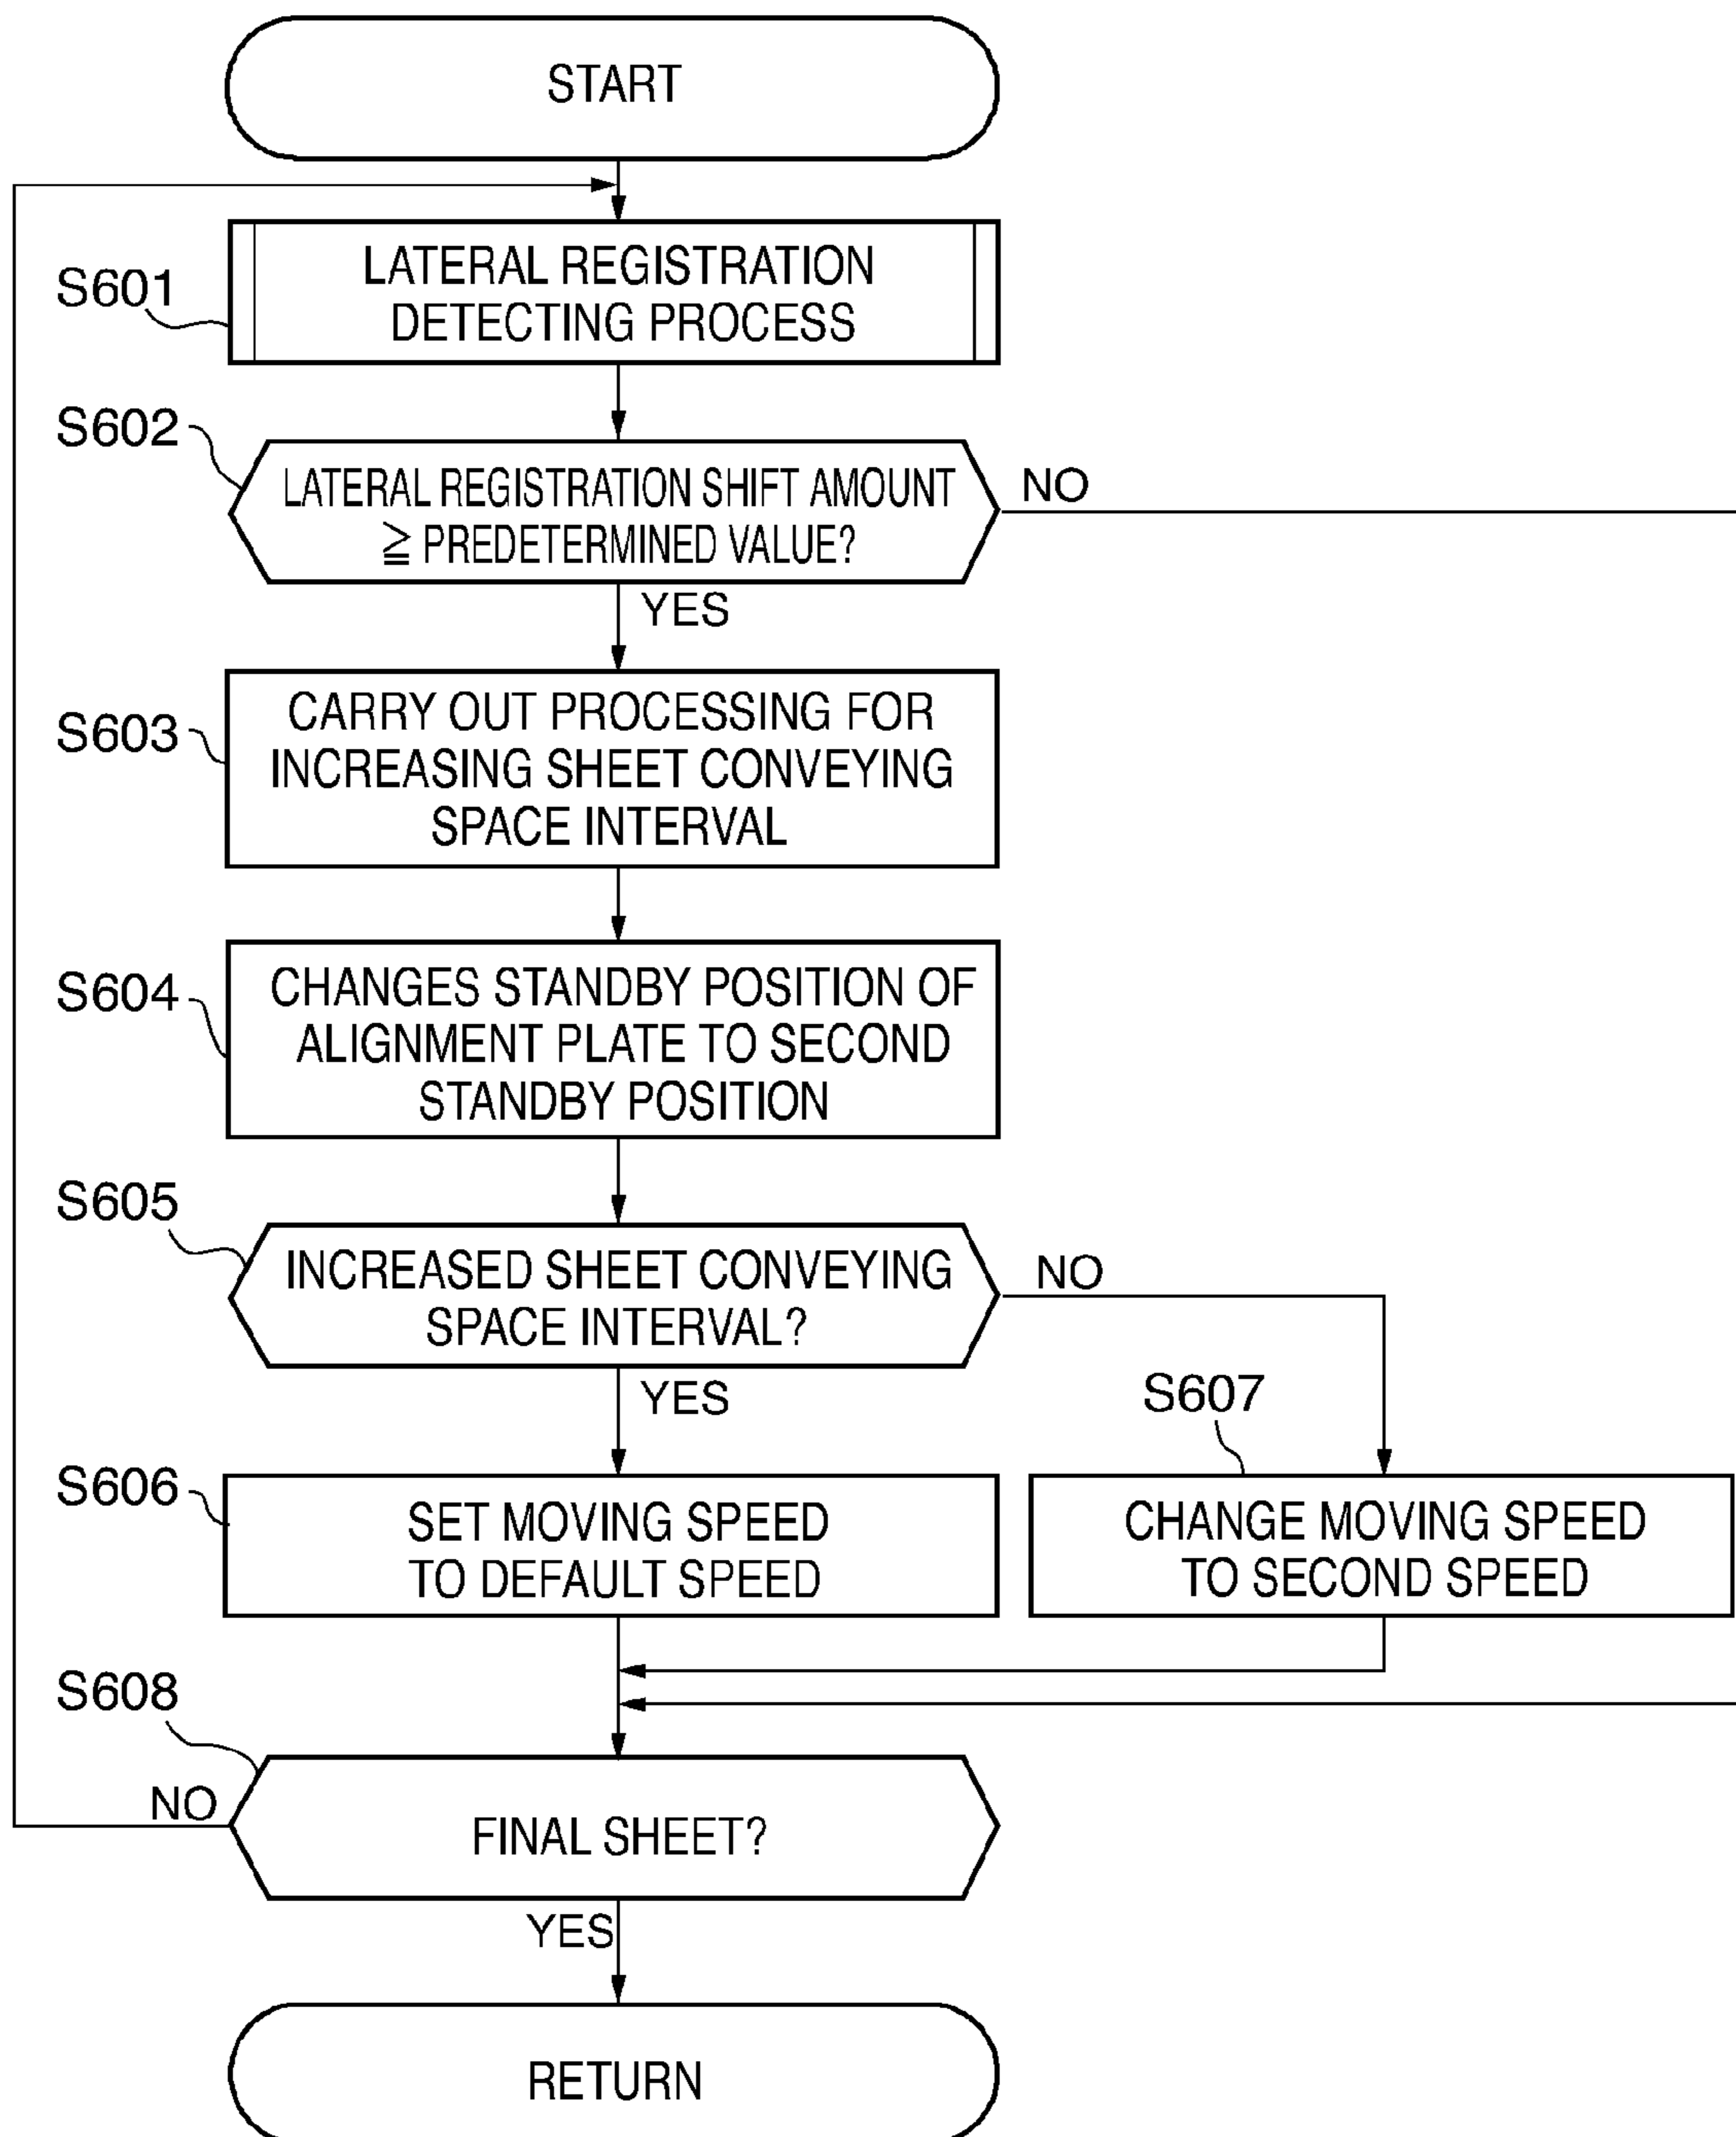 START
S601
LATERAL REGISTRATION
DETECTING PROCESS
S602
LATERAL REGISTRATION SHIFT AMOUNT
≧ PREDETERMINED VALUE?
NO
YES
S603
CARRY OUT PROCESSING FOR
INCREASING SHEET CONVEYING
SPACE INTERVAL
S604
CHANGES STANDBY POSITION OF
ALIGNMENT PLATE TO SECOND
STANDBY POSITION
S605
INCREASED SHEET CONVEYING
SPACE INTERVAL?
NO
YES
S606
SET MOVING SPEED
TO DEFAULT SPEED
S607
CHANGE MOVING SPEED
TO SECOND SPEED
S608
NO
FINAL SHEET?
YES
RETURN